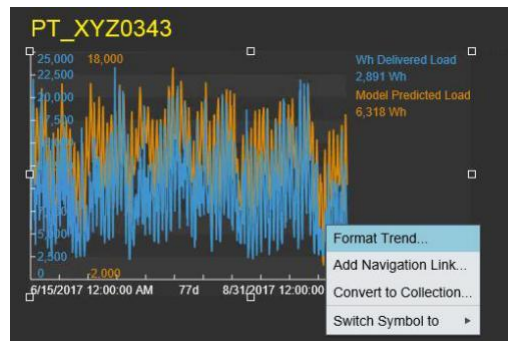 PT_XYZ0343
25,000 18,000
22,500
20,000
17,500
5,000
2,500
0 2,000
Wh Delivered Load
2,891 Wh
Model Predicted Load
6,318 Wh
6/15/2017 12:00:00 AM 77d 8/31/2017 12:00:00
Format Trend...
Add Navigation Link...
Convert to Collection...
Switch Symbol to